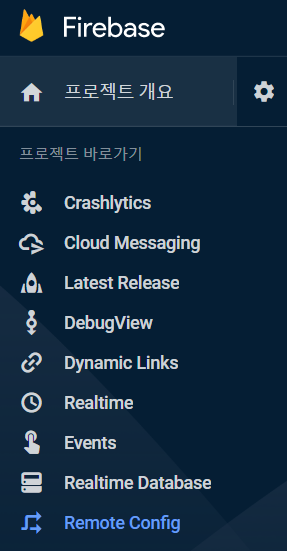 Firebase
프로젝트 개요
프로젝트 바로가기
Crashlytics
Cloud Messaging
Latest Release
DebugView
Dynamic Links
Realtime
Events
Realtime Database
Remote Config